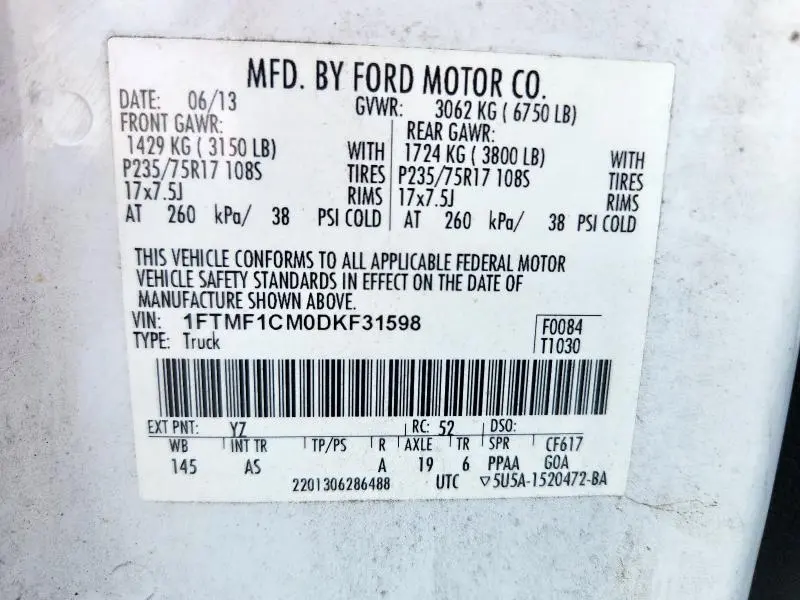 MFD. BY FORD MOTOR CO.
DATE: 06/13 GVWR: 3062 KG ( 6750 LB)
FRONT GAWR: REAR GAWR:
1429 KG ( 3150 LB) WITH 1724 KG ( 3800 LB) WITH
P235/75R17 108S TIRES P235/75R17 108S TIRES
17x7.5J RIMS 17x7.5J RIMS
AT 260 kPa/ 38 PSI COLD AT 260 kPa/ 38 PSI COLD
THIS VEHICLE CONFORMS TO ALL APPLICABLE FEDERAL MOTOR
VEHICLE SAFETY STANDARDS IN EFFECT ON THE DATE OF
MANUFACTURE SHOWN ABOVE.
VIN: 1FTMF1CM0DKF31598 F0084
TYPE: Truck T1030
EXT PNT: YZ RC: 52 DSO:
WB INT TR TP/PS R AXLE TR SPR CF617
145 AS A 19 6 PPAA G0A
2201306286488 UTC ▽5U5A-1520472-BA